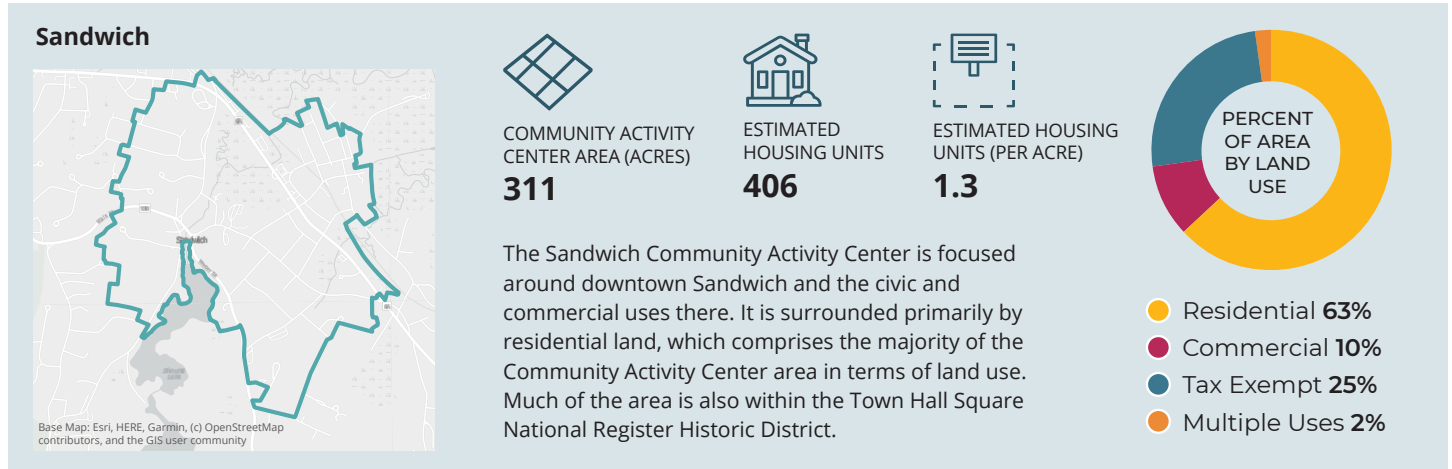 Sandwich
COMMUNITY ACTIVITY
CENTER AREA (ACRES)
311
ESTIMATED
HOUSING UNITS
406
ESTIMATED HOUSING
UNITS (PER ACRE)
1.3
The Sandwich Community Activity Center is focused
around downtown Sandwich and the civic and
commercial uses there. It is surrounded primarily by
residential land, which comprises the majority of the
Community Activity Center area in terms of land use.
Much of the area is also within the Town Hall Square
National Register Historic District.
PERCENT
OF AREA
BY LAND
USE
Residential 63%
Commercial 10%
Tax Exempt 25%
Multiple Uses 2%
Sandwich
Base Map: Esri, HERE, Garmin, (c) OpenStreetMap
contributors, and the GIS user community